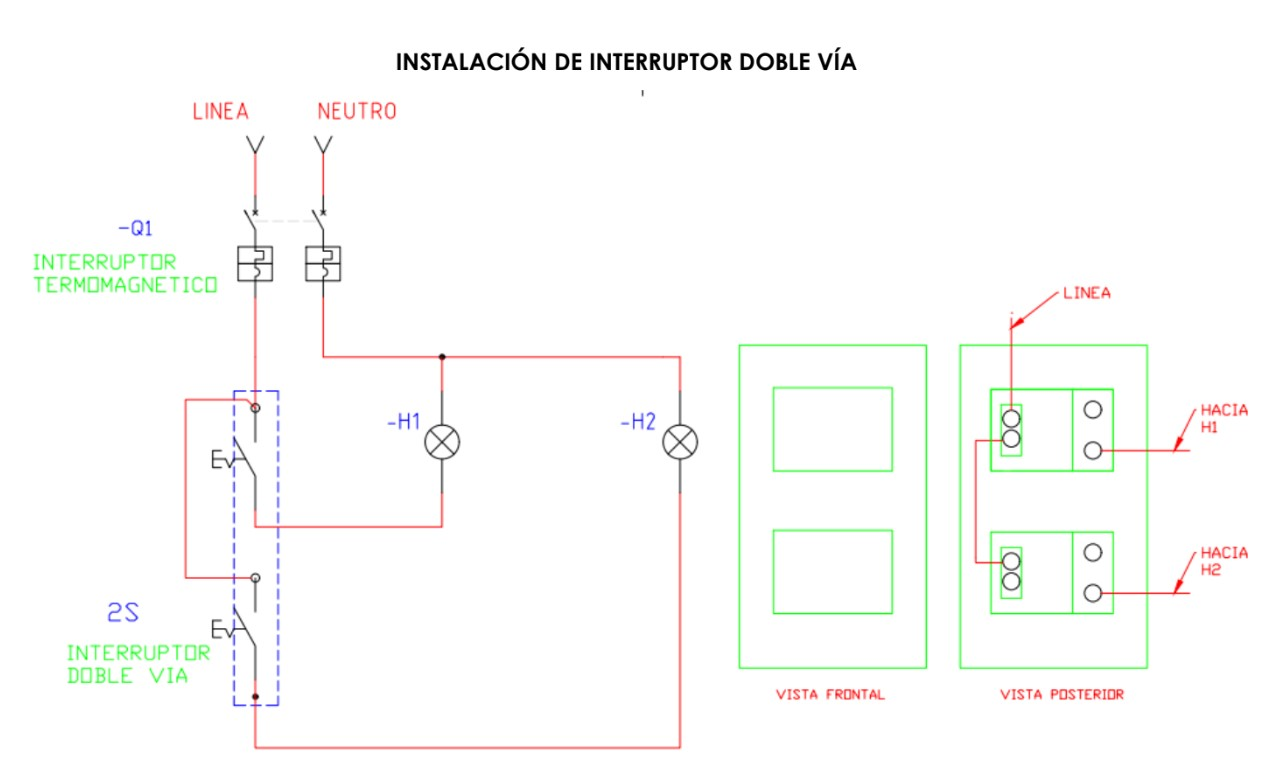 INSTALACIÓN DE INTERRUPTOR DOBLE VÍA
LINEA
NEUTRO
-Q1
INTERRUPTOR
TERMOMAGNETICO
-H1
-H2
2S
INTERRUPTOR
DOBLE VIA
LINEA
HACIA
H1
HACIA
H2
VISTA FRONTAL
VISTA POSTERIOR